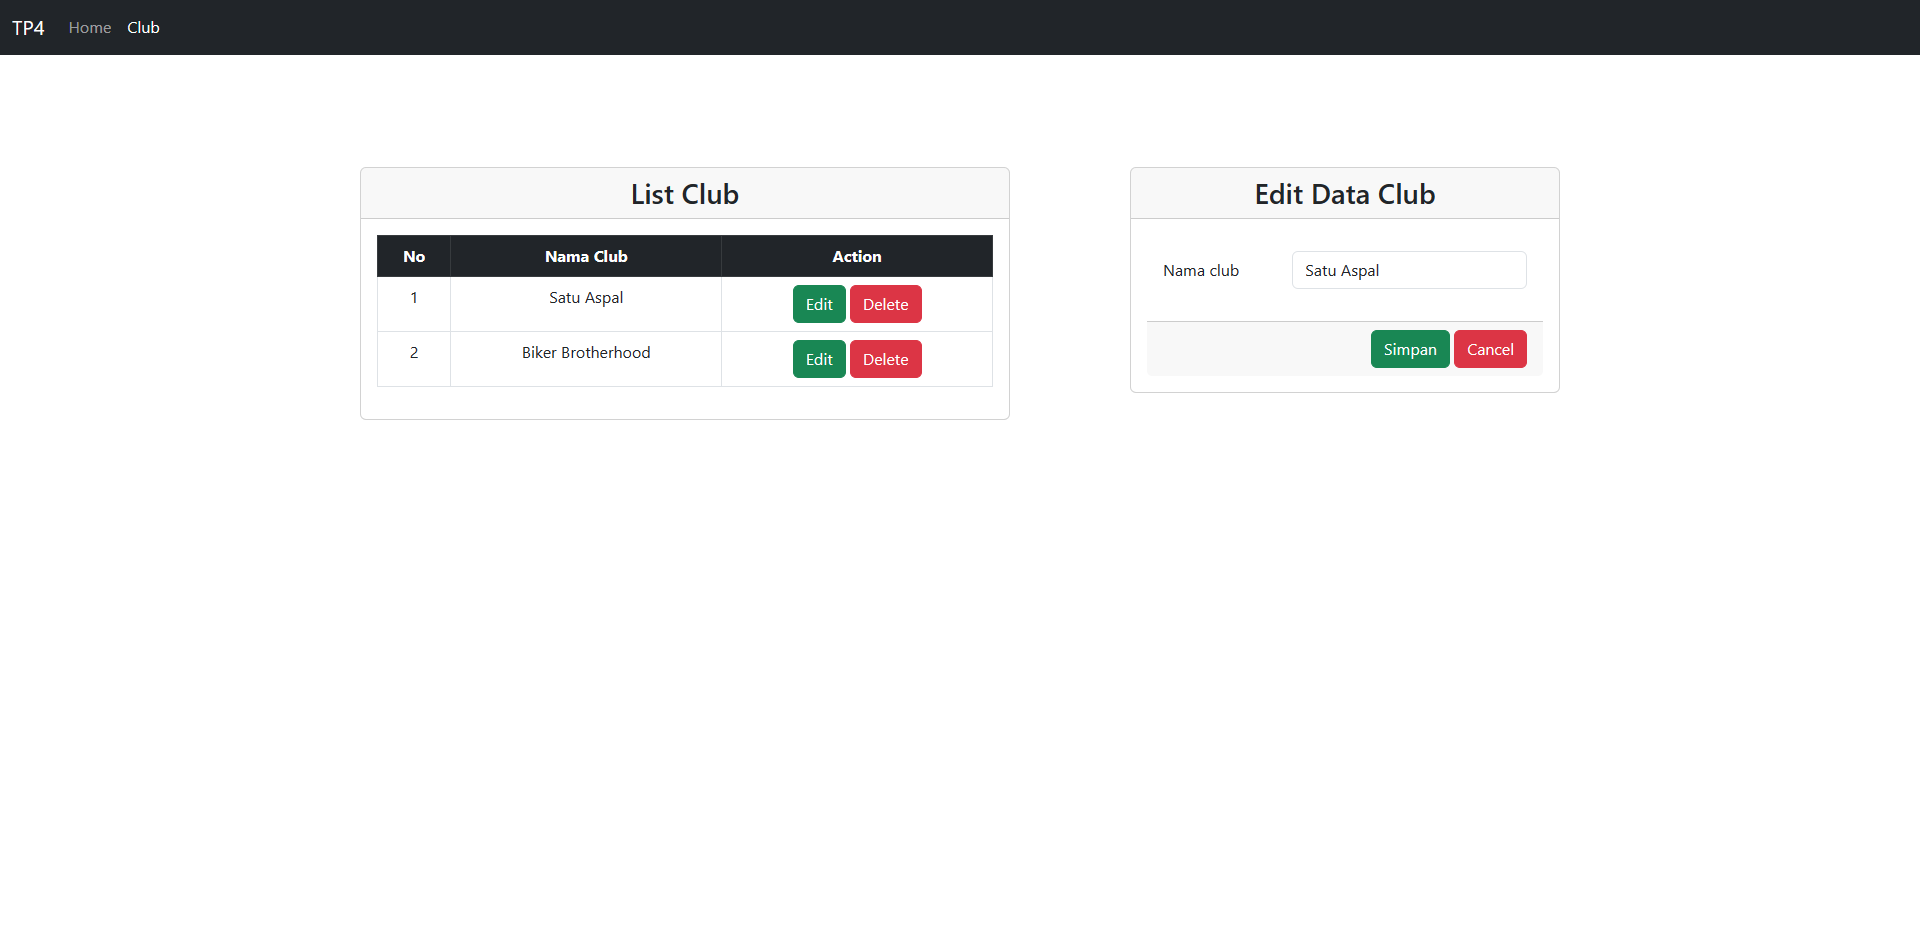 TP4 Home Club
List Club
No Nama Club Action
1 Satu Aspal Edit Delete
2 Biker Brotherhood Edit Delete
Edit Data Club
Nama club Satu Aspal
Simpan Cancel